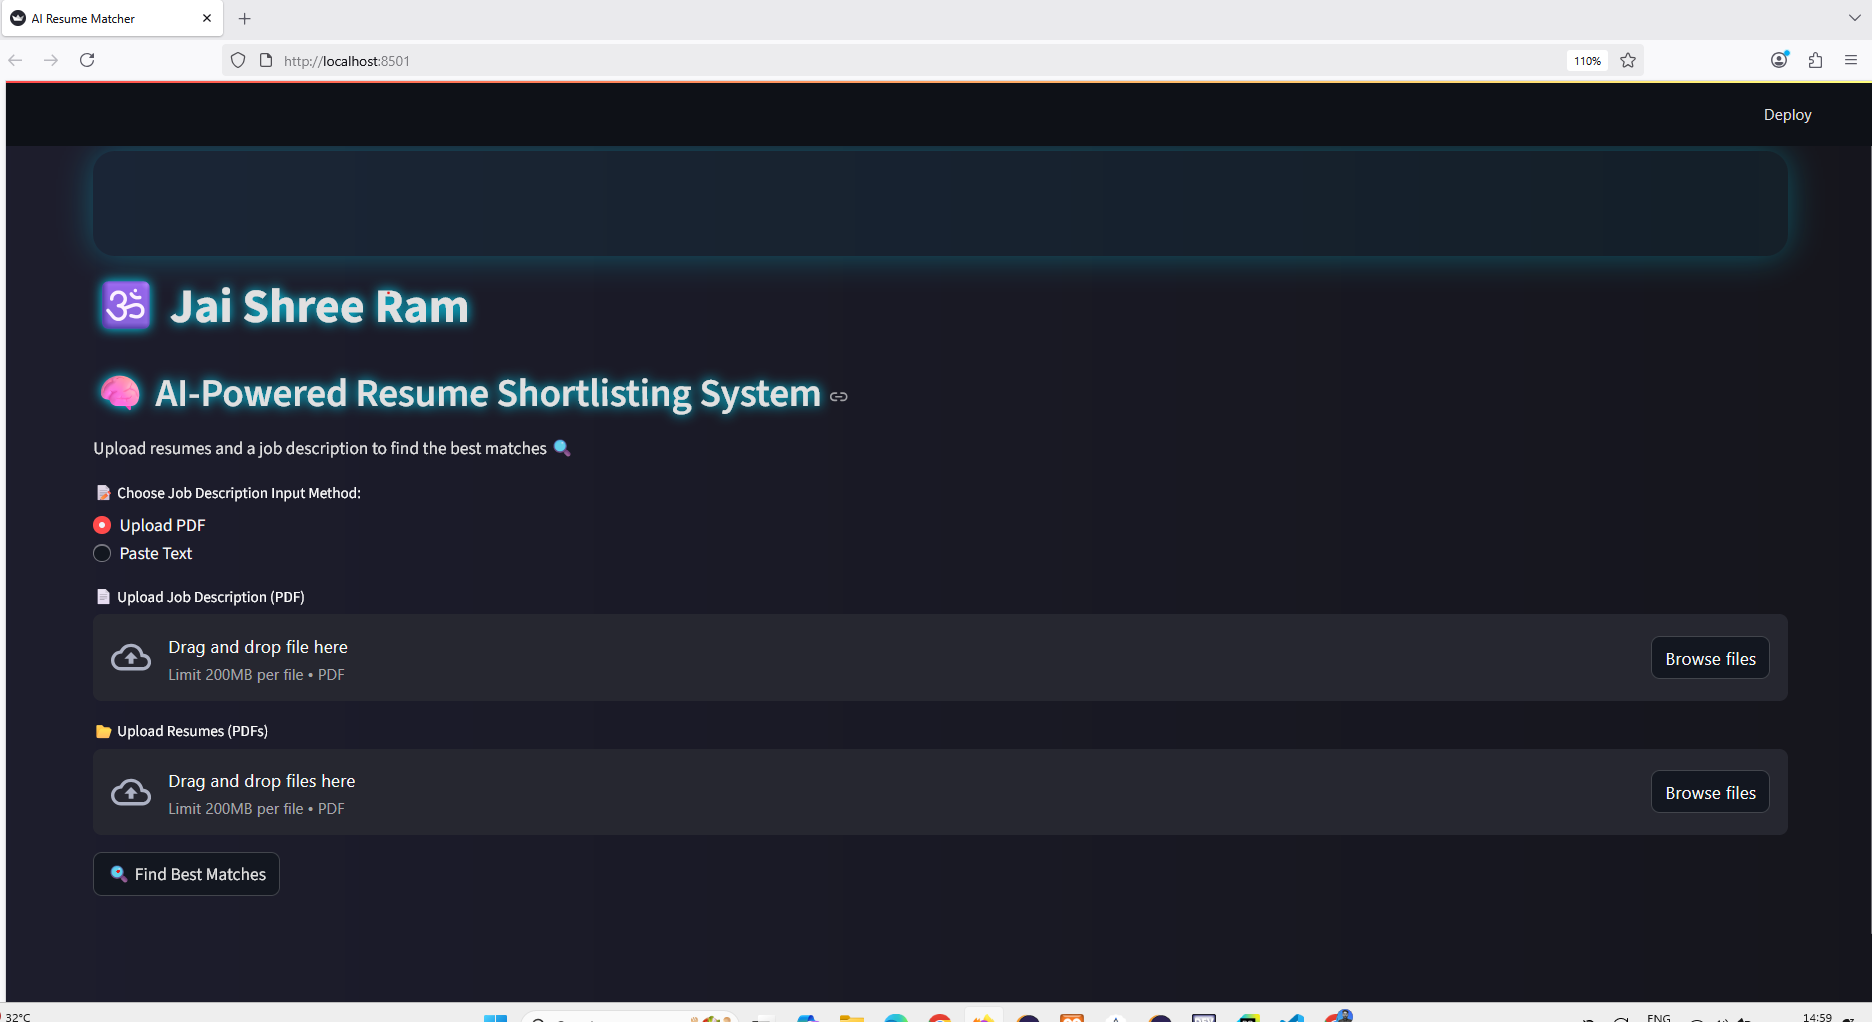 AI Resume Matcher
http://localhost:8501
110%
Deploy
🕉️ Jai Shree Ram
🧠 AI-Powered Resume Shortlisting System
Upload resumes and a job description to find the best matches 🔍
📝 Choose Job Description Input Method:
Upload PDF
Paste Text
📄 Upload Job Description (PDF)
Drag and drop file here
Limit 200MB per file • PDF
Browse files
📂 Upload Resumes (PDFs)
Drag and drop files here
Limit 200MB per file • PDF
Browse files
🔍 Find Best Matches
32°C
ENG
14:59